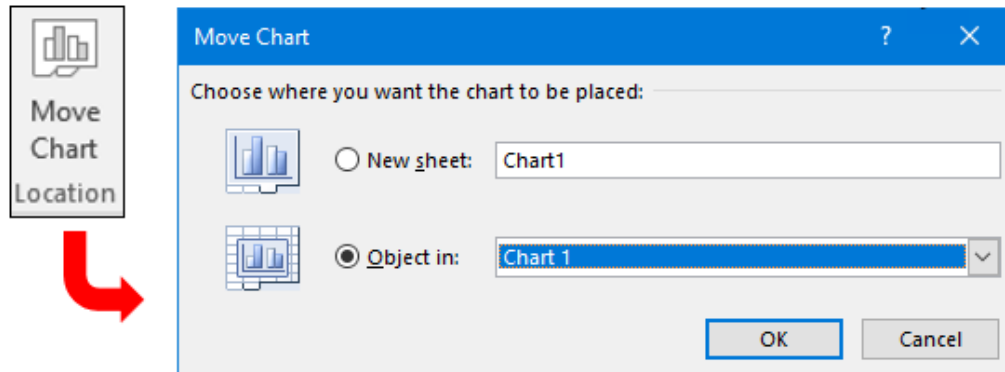 Move
Chart
Location
Move Chart ? ×
Choose where you want the chart to be placed:
New sheet: Chart1
Object in: Chart 1
OK Cancel